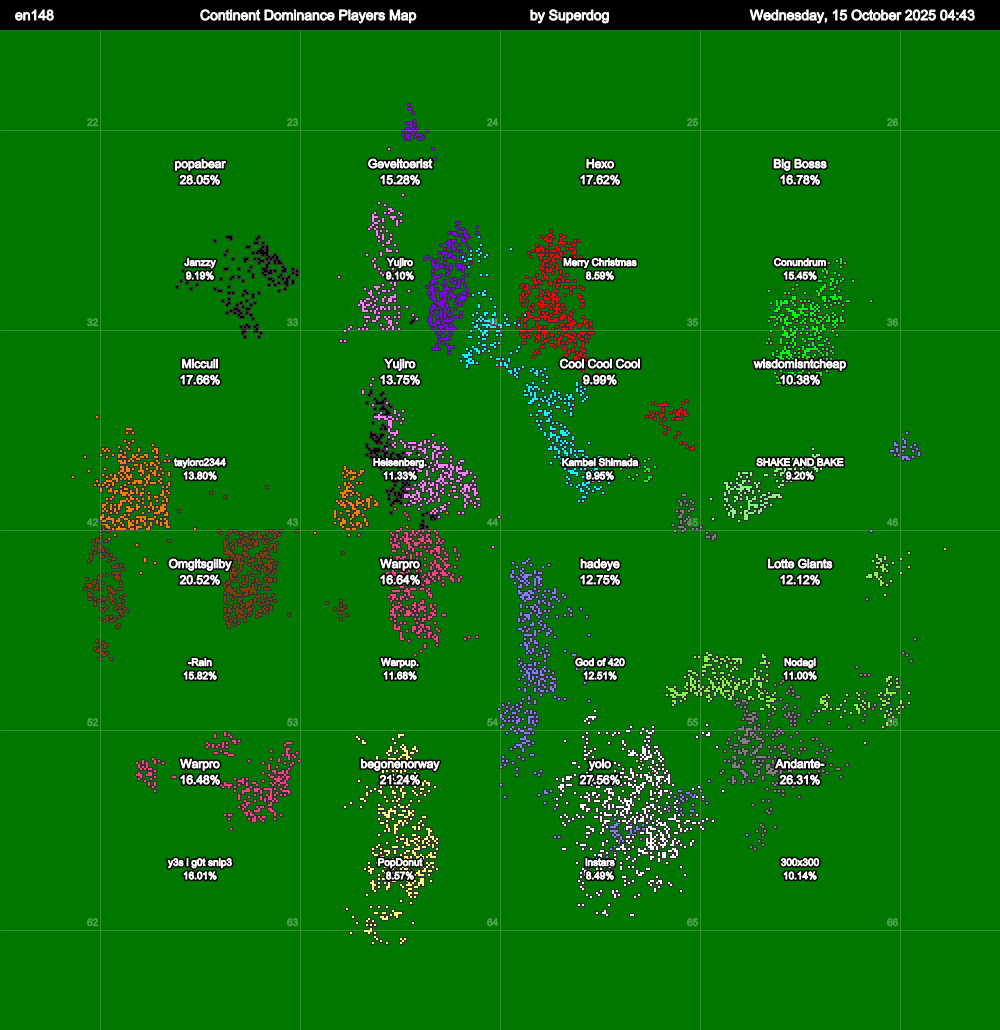 en148 Continent Dominance Players Map by Superdog Wednesday, 15 October 2025 04:43
22 23 24 25 26
popabear Geveltoerist Hexo Big Bosss
28.05% 15.28% 17.62% 16.78%
Janzzy Yujiro Merry Christmas Conundrum
9.19% 9.10% 8.59% 15.45%
32 33 35 36
Miccull Yujiro Cool Cool Cool wisdomisntcheap
17.66% 13.75% 9.99% 10.38%
taylorc2344 Heisenberg. Kambei Shimada SHAKE AND BAKE
13.80% 11.33% 9.95% 9.20%
42 43 44 45 46
Omgitsgilby Warpro hadeye Lotte Giants
20.52% 16.64% 12.75% 12.12%
-Rain Warpup. God of 420 Nodagi
15.82% 11.68% 12.51% 11.00%
52 53 54 55 56
Warpro begonenorway yolo Andante-
16.48% 21.24% 27.56% 26.31%
y3s i g0t snip3 PopDonut Instars 300x300
16.01% 8.57% 8.49% 10.14%
62 63 64 65 66